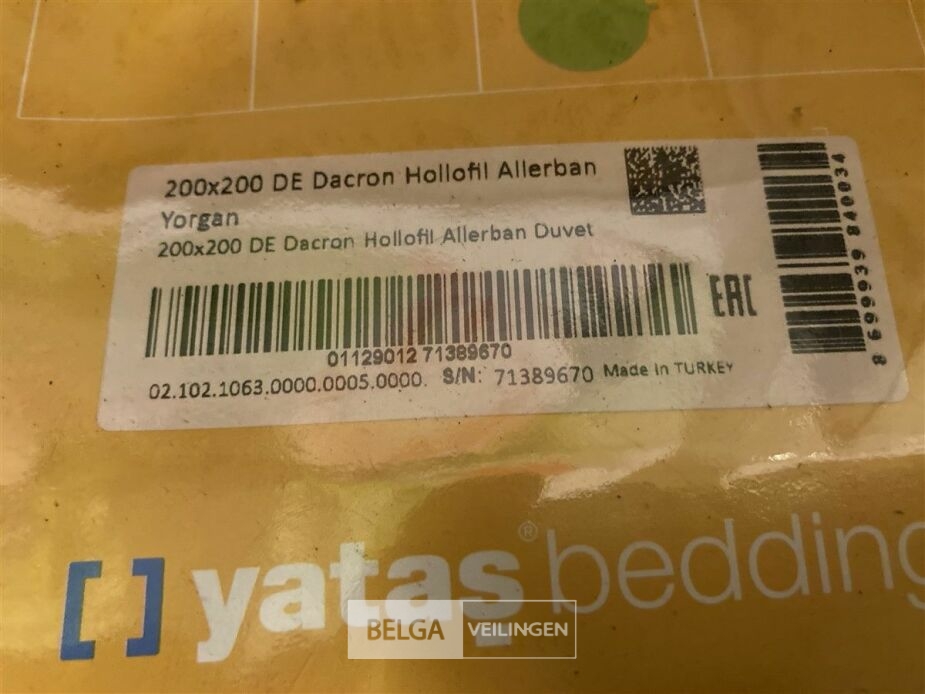 200x200 DE Dacron Hollofil Allerban
Yorgan
200x200 DE Dacron Hollofil Allerban Duvet
EAC
01129012 71389670
02.102.1063.0000.0005.0000. S/N: 71389670 Made in TURKEY
8 699939 840034
[ ] yataş® bedding
BELGA VEILINGEN